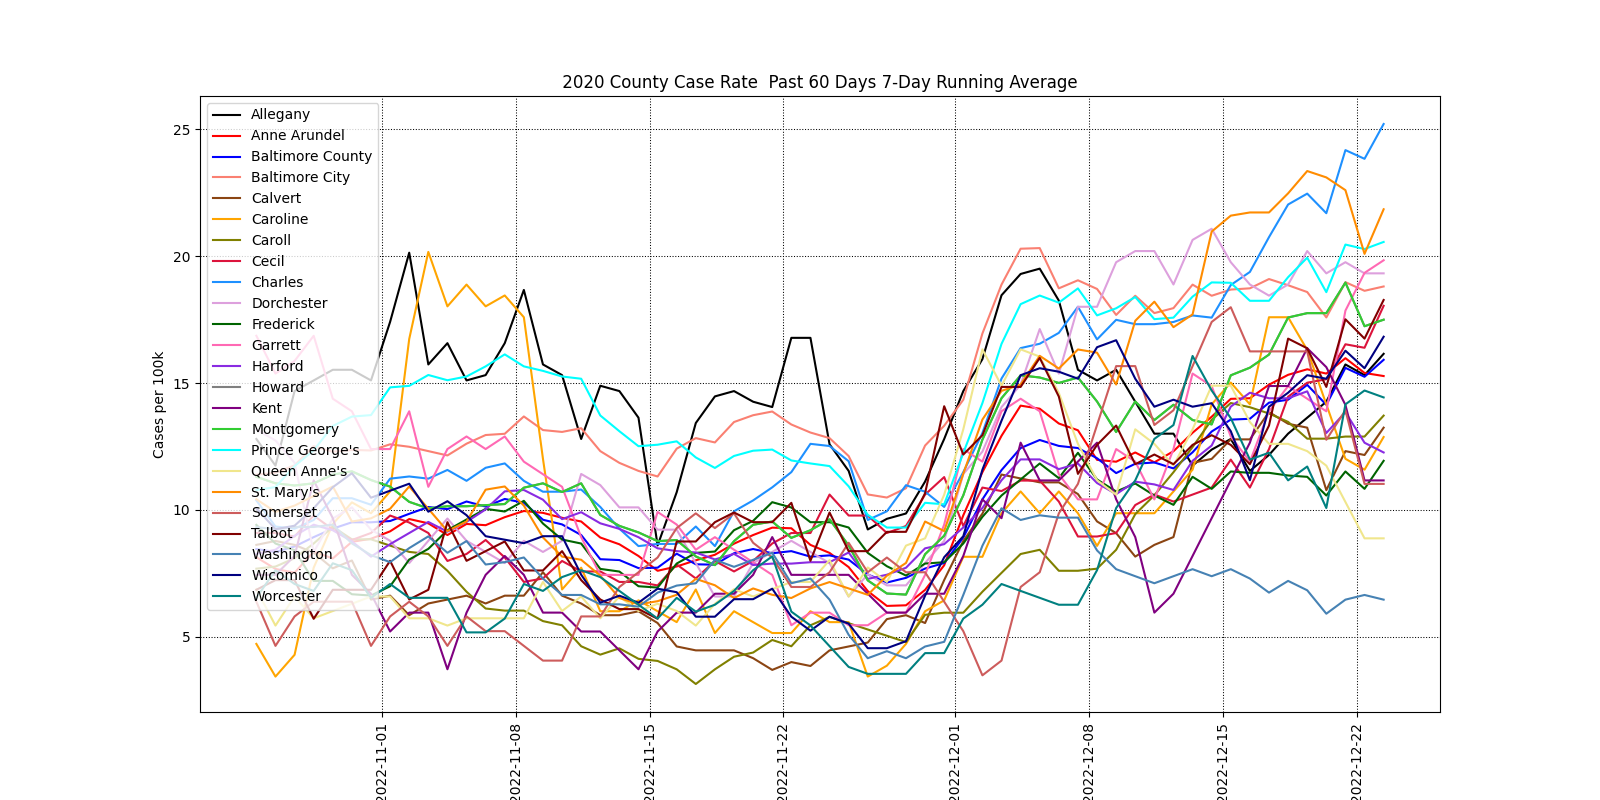 2020 County Case Rate  Past 60 Days 7-Day Running Average
Cases per 100k
25
20
15
10
5
Allegany
Anne Arundel
Baltimore County
Baltimore City
Calvert
Caroline
Caroll
Cecil
Charles
Dorchester
Frederick
Garrett
Harford
Howard
Kent
Montgomery
Prince George's
Queen Anne's
St. Mary's
Somerset
Talbot
Washington
Wicomico
Worcester
2022-11-01
2022-11-08
2022-11-15
2022-11-22
2022-12-01
2022-12-08
2022-12-15
2022-12-22